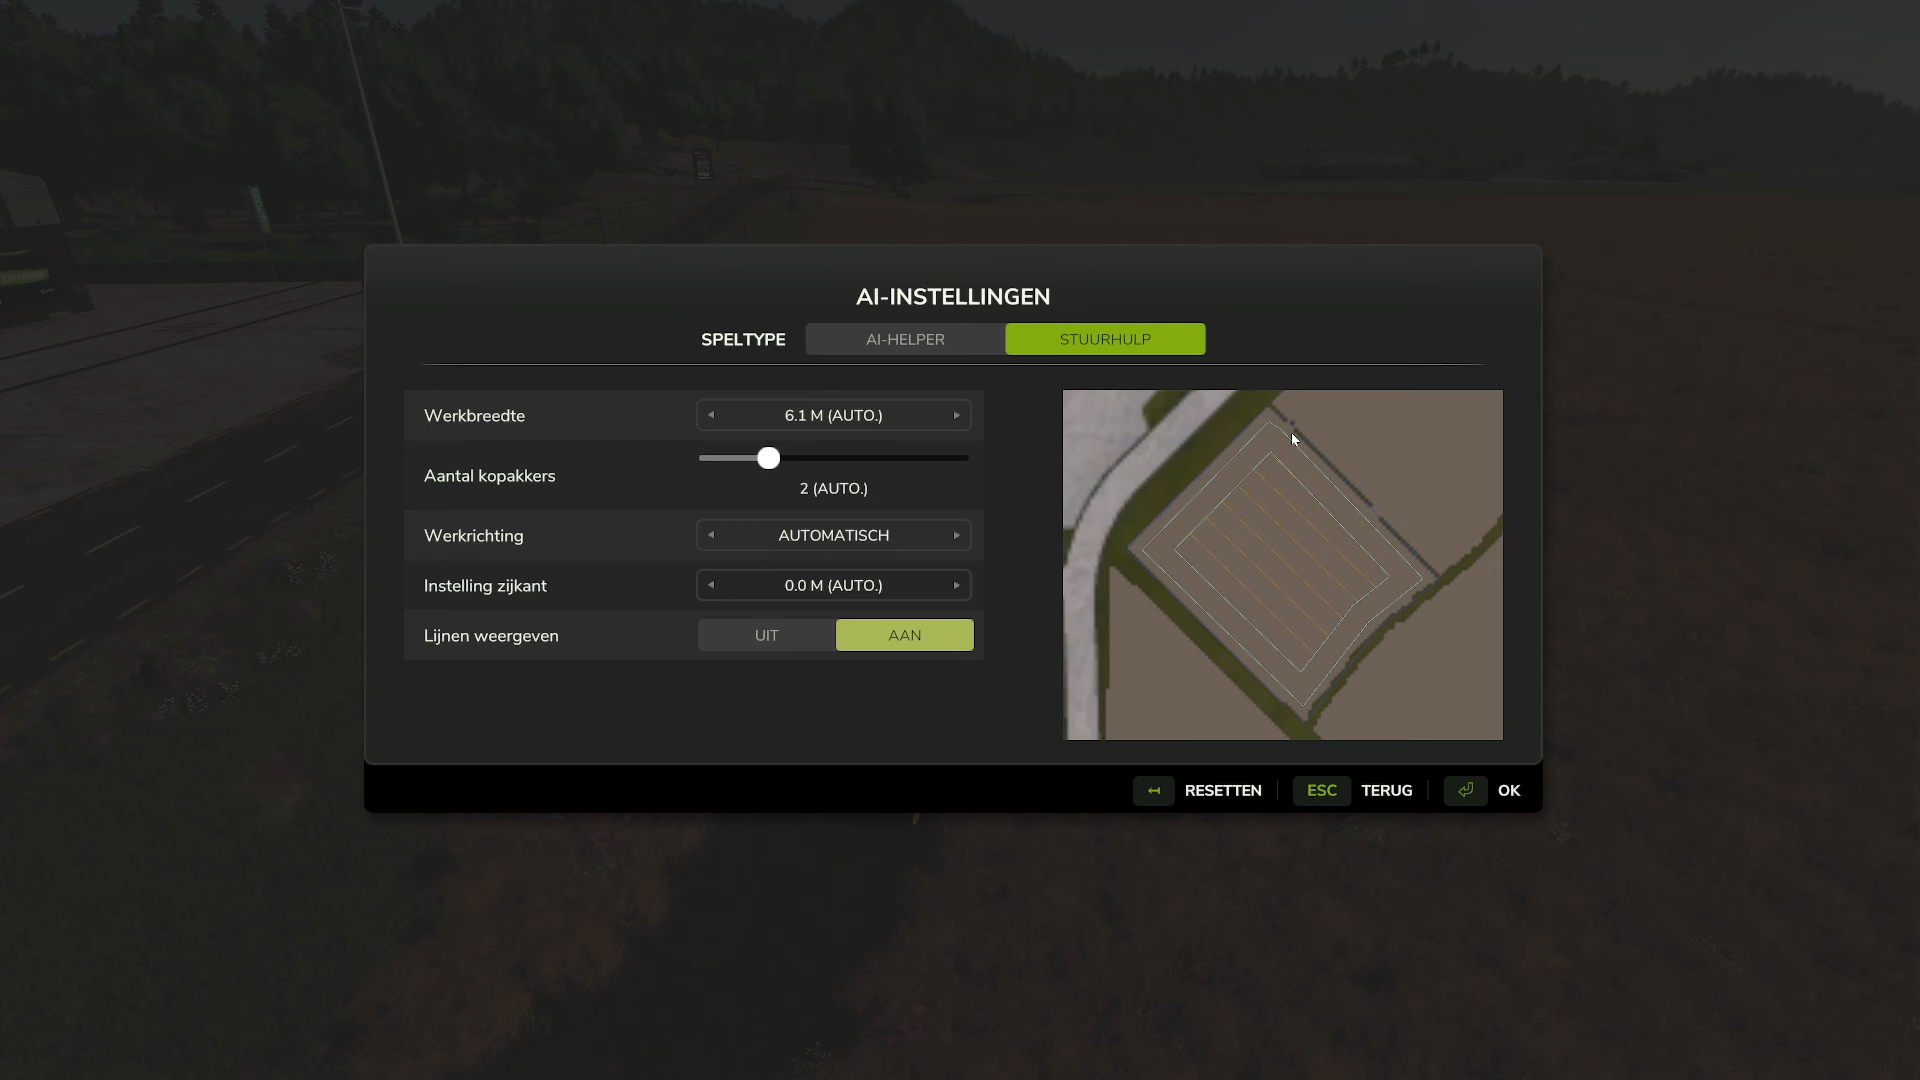 AI-INSTELLINGEN
SPELTYPE AI-HELPER STUURHULP
Werkbreedte 6.1 M (AUTO.)
Aantal kopakkers 2 (AUTO.)
Werkrichting AUTOMATISCH
Instelling zijkant 0.0 M (AUTO.)
Lijnen weergeven UIT AAN
RESETTEN ESC TERUG OK